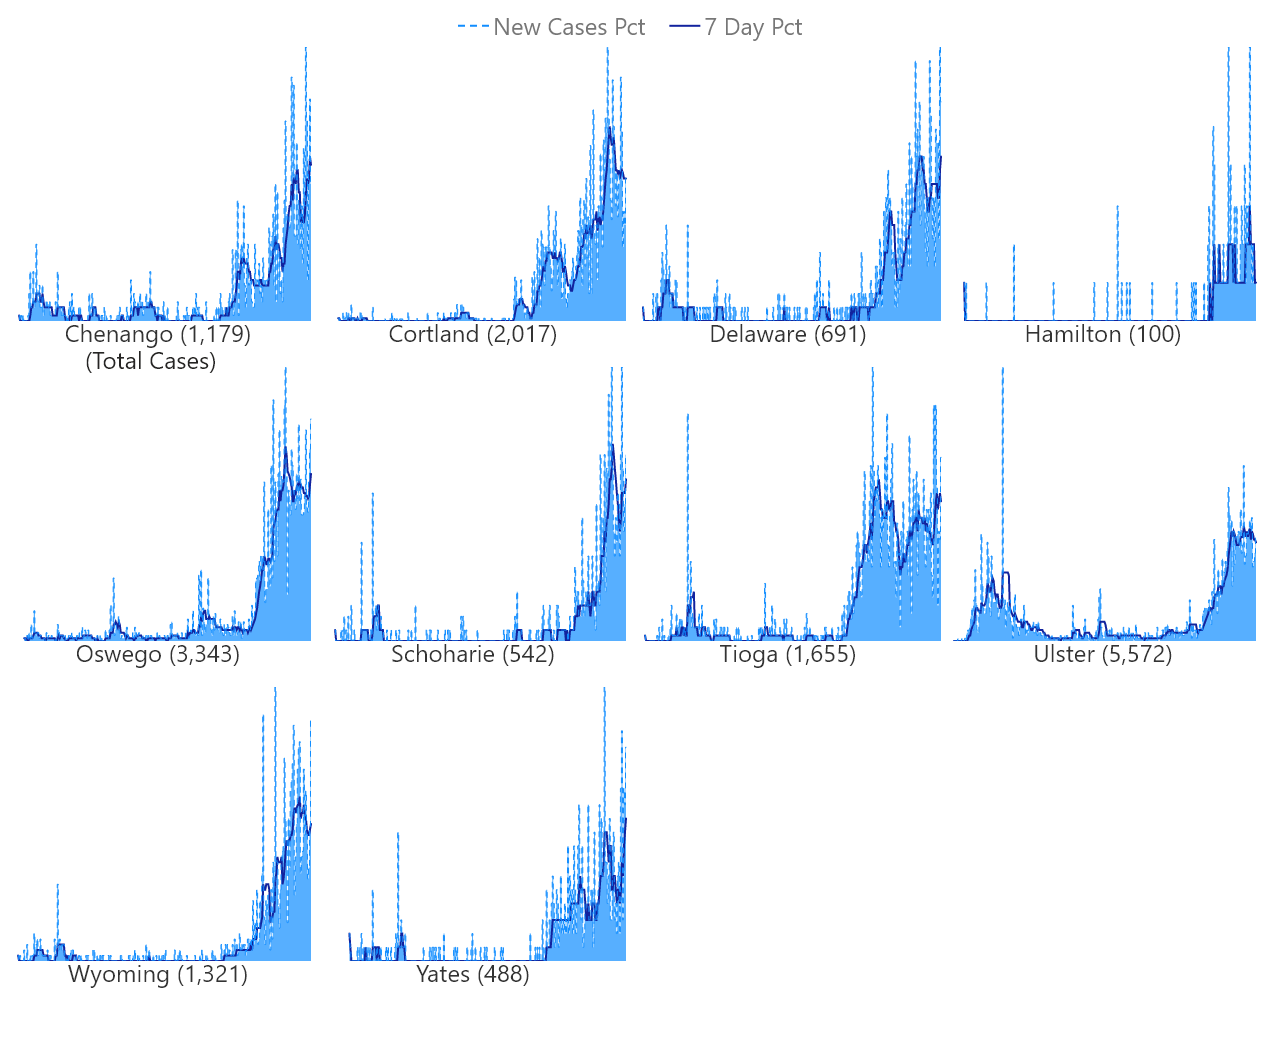 New Cases Pct 7 Day Pct
Chenango (1,179)
(Total Cases)
Cortland (2,017)
Delaware (691)
Hamilton (100)
Oswego (3,343)
Schoharie (542)
Tioga (1,655)
Ulster (5,572)
Wyoming (1,321)
Yates (488)